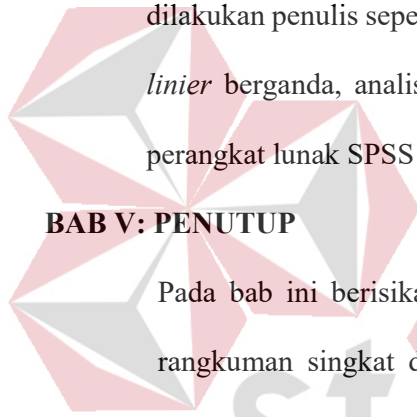 dilakukan penulis sepe
linier berganda, analis
perangkat lunak SPSS
BAB V: PENUTUP
Pada bab ini berisika
rangkuman singkat d